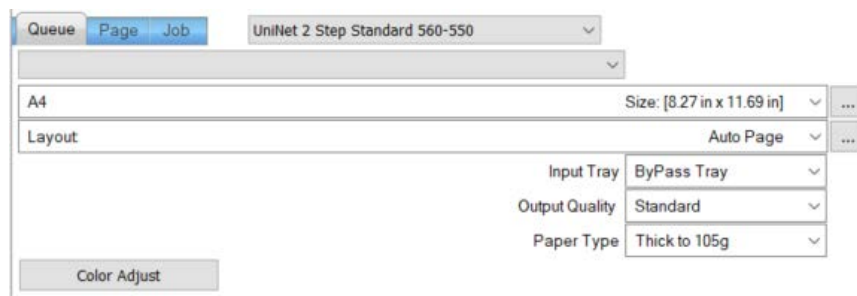 Queue Page Job UniNet 2 Step Standard 560-550
A4 Size: [8.27 in x 11.69 in] ...
Layout Auto Page ...
Input Tray ByPass Tray
Output Quality Standard
Paper Type Thick to 105g
Color Adjust